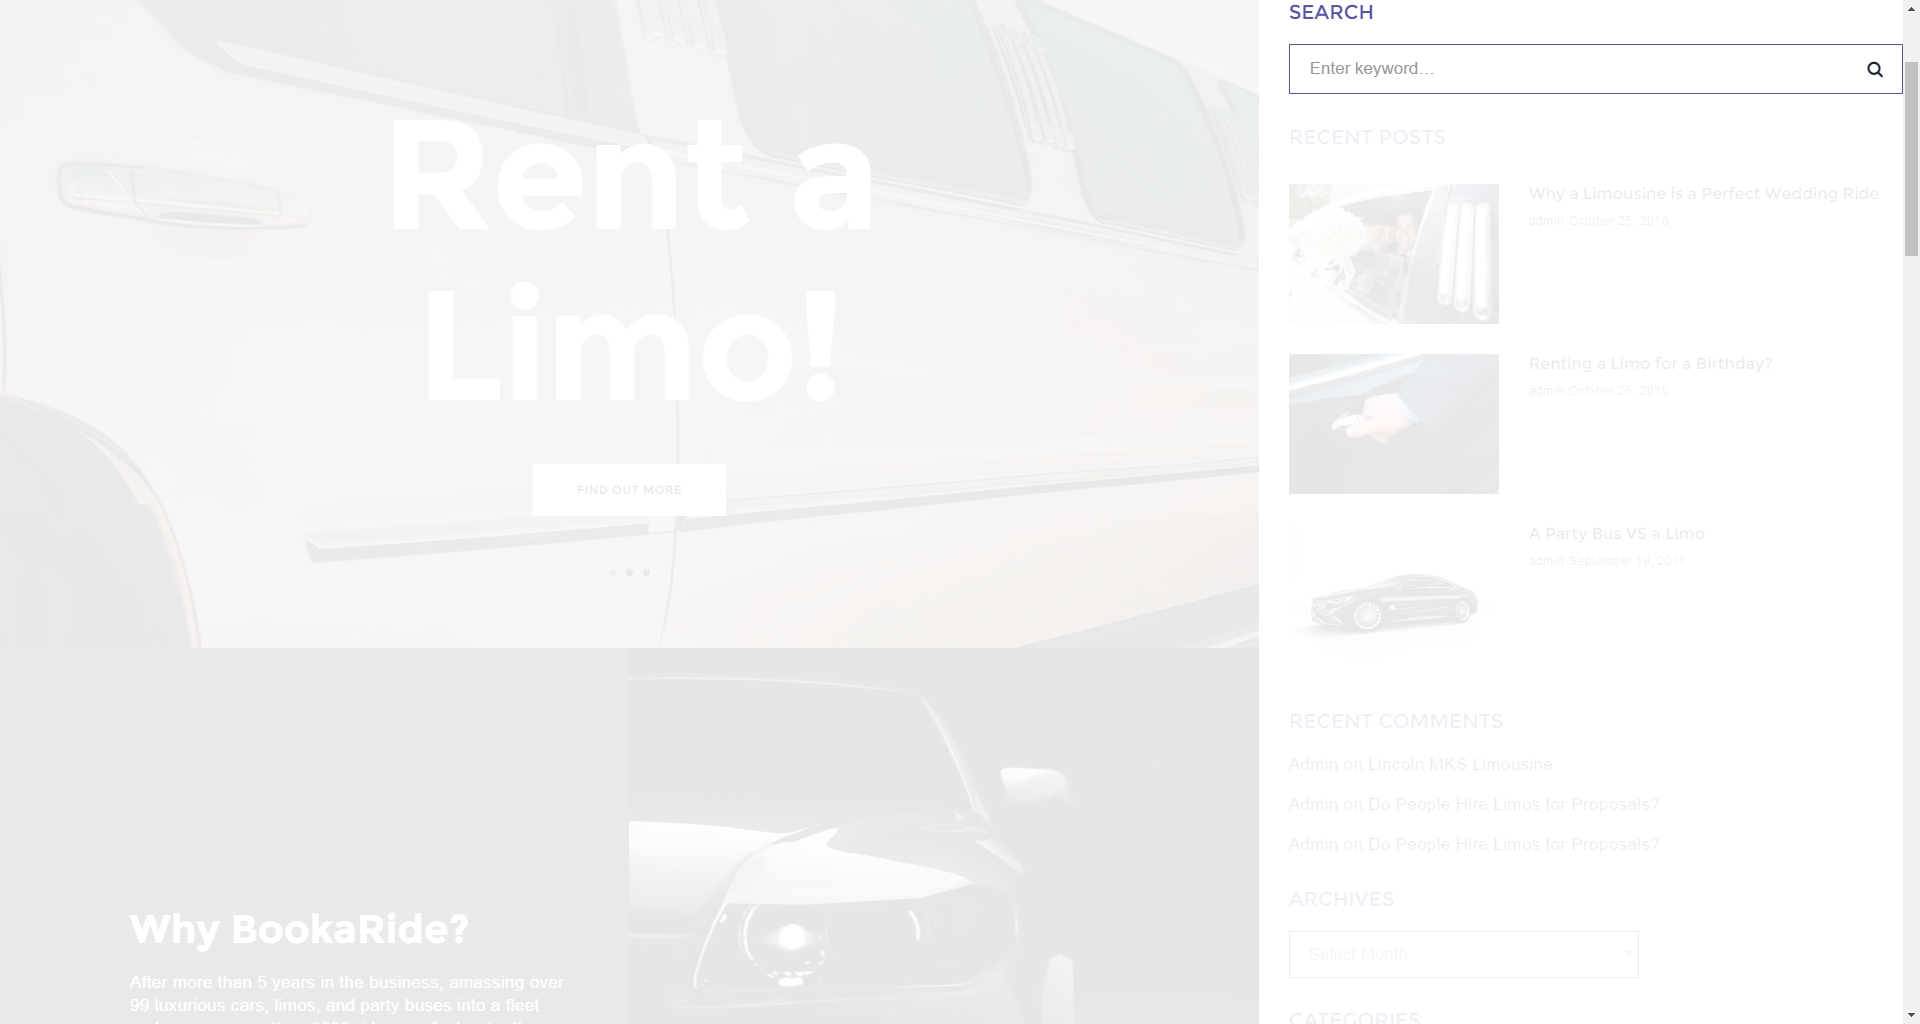 Rent a
Limo!
FIND OUT MORE
Why BookaRide?
After more than 5 years in the business, amassing over
99 luxurious cars, limos, and party buses into a fleet
SEARCH
Enter keyword...
RECENT POSTS
Why a Limousine is a Perfect Wedding Ride
admin October 25, 2016
Renting a Limo for a Birthday?
admin October 25, 2016
A Party Bus VS a Limo
admin September 19, 2016
RECENT COMMENTS
Admin on Lincoln MKS Limousine
Admin on Do People Hire Limos for Proposals?
Admin on Do People Hire Limos for Proposals?
ARCHIVES
Select Month
CATEGORIES